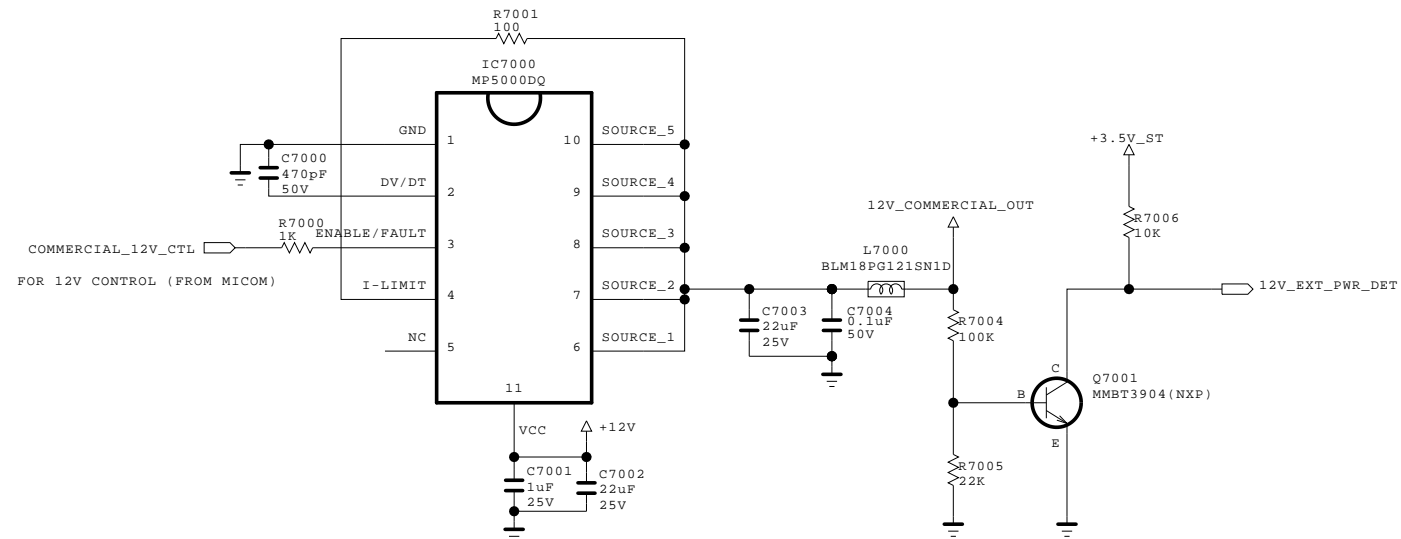 R7001
100
IC7000
MP5000DQ
GND
1
10
SOURCE_5
C7000
470pF
50V
DV/DT
2
9
SOURCE_4
R7000
1K
ENABLE/FAULT
3
8
SOURCE_3
COMMERCIAL_12V_CTL
FOR 12V CONTROL (FROM MICOM)
I-LIMIT
4
7
SOURCE_2
NC
5
6
SOURCE_1
11
VCC
+12V
C7001
1uF
25V
C7002
22uF
25V
12V_COMMERCIAL_OUT
L7000
BLM18PG121SN1D
C7003
22uF
25V
C7004
0.1uF
50V
R7004
100K
R7005
22K
+3.5V_ST
R7006
10K
12V_EXT_PWR_DET
C
B
E
Q7001
MMBT3904(NXP)